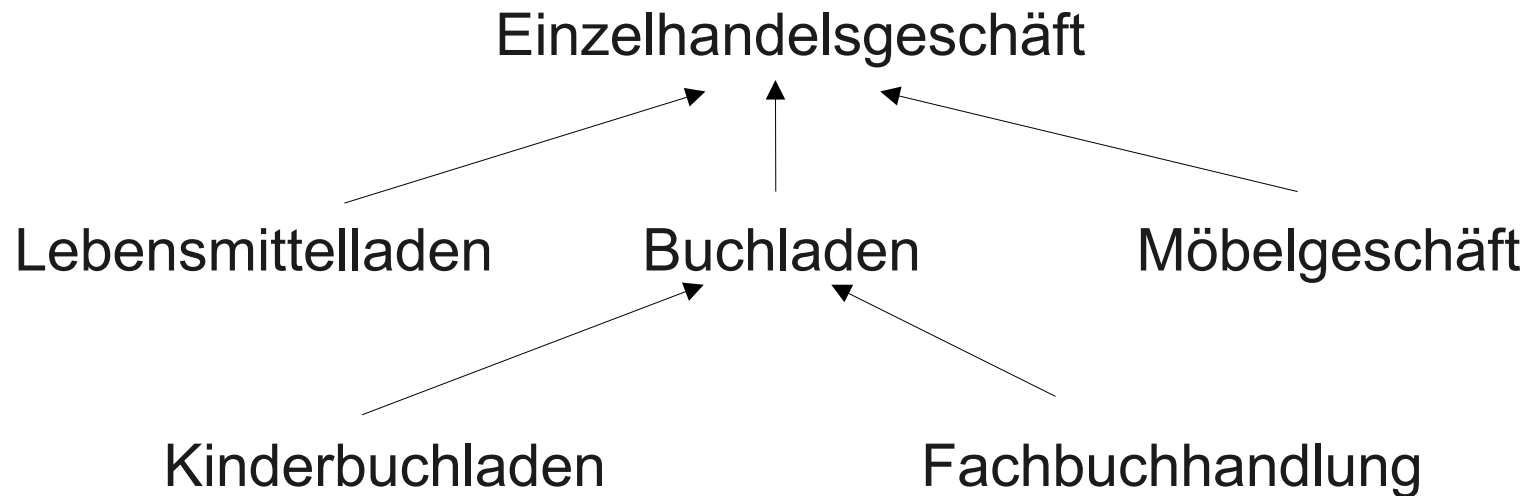 Einzelhandelsgeschäft
Lebensmittelladen Buchladen Möbelgeschäft
Kinderbuchladen Fachbuchhandlung